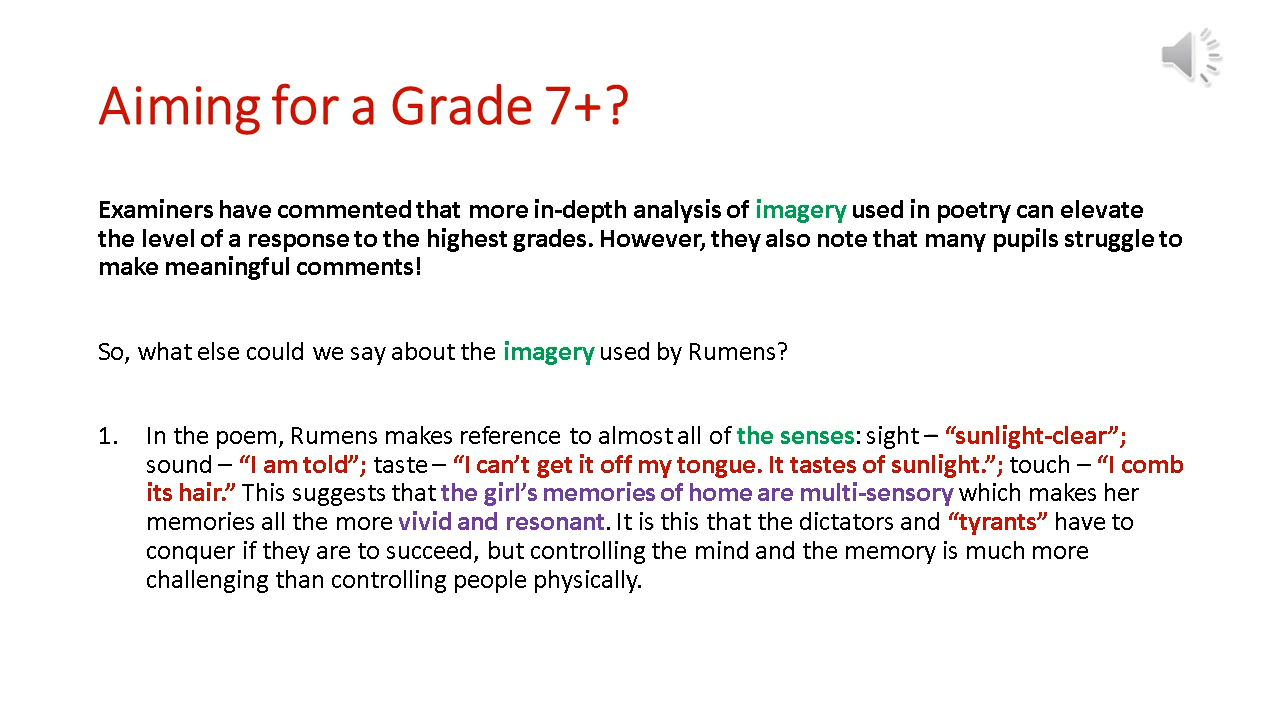 Aiming for a Grade 7+?
Examiners have commented that more in-depth analysis of imagery used in poetry can elevate
the level of a response to the highest grades. However, they also note that many pupils struggle to
make meaningful comments!
So, what else could we say about the imagery used by Rumens?
1. In the poem, Rumens makes reference to almost all of the senses: sight – “sunlight-clear”;
sound – “I am told”; taste – “I can’t get it off my tongue. It tastes of sunlight.”; touch – “I comb
its hair.” This suggests that the girl’s memories of home are multi-sensory which makes her
memories all the more vivid and resonant. It is this that the dictators and “tyrants” have to
conquer if they are to succeed, but controlling the mind and the memory is much more
challenging than controlling people physically.